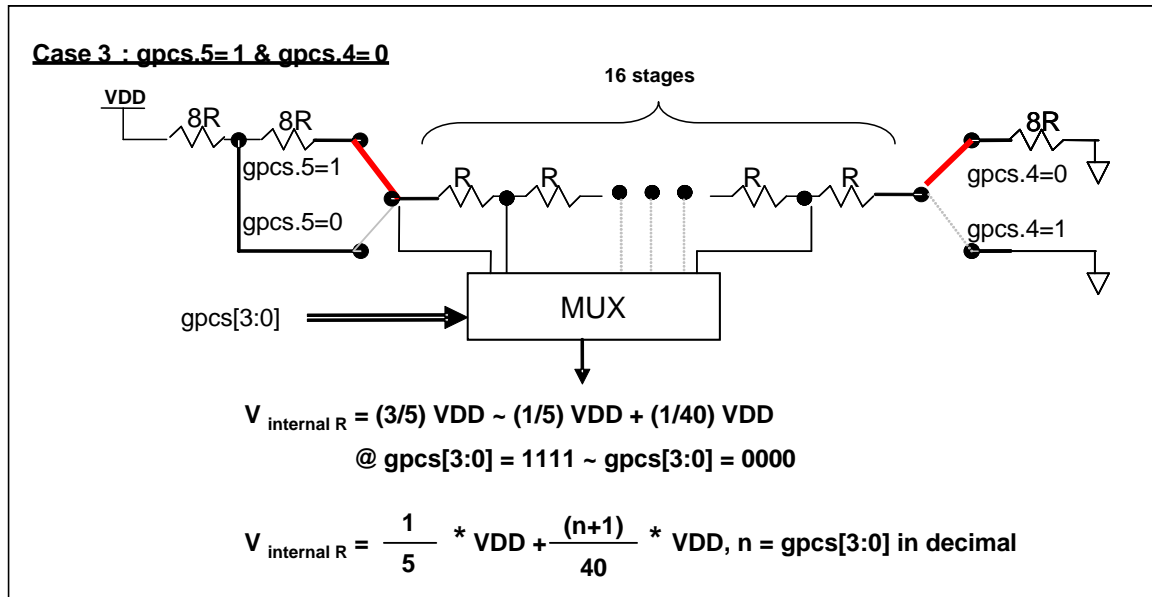 Case 3 : gpcs.5= 1 & gpcs.4= 0
16 stages
VDD
8R 8R 8R
gpcs.5=1 R R R R gpcs.4=0
gpcs.5=0 gpcs.4=1
MUX
gpcs[3:0]
V internal R = (3/5) VDD ~ (1/5) VDD + (1/40) VDD
@ gpcs[3:0] = 1111 ~ gpcs[3:0] = 0000
V internal R = 1/5 * VDD + (n+1)/40 * VDD, n = gpcs[3:0] in decimal